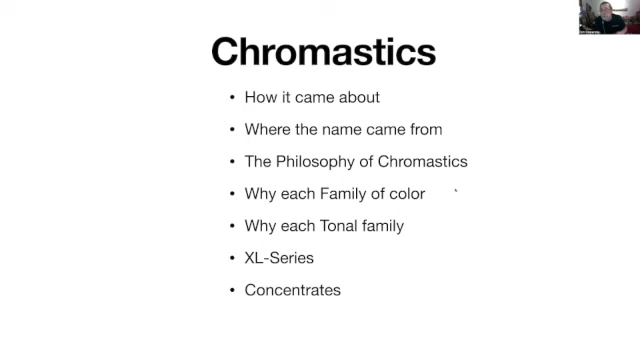 Chromastics
• How it came about
• Where the name came from
• The Philosophy of Chromastics
• Why each Family of color
• Why each Tonal family
• XL-Series
• Concentrates